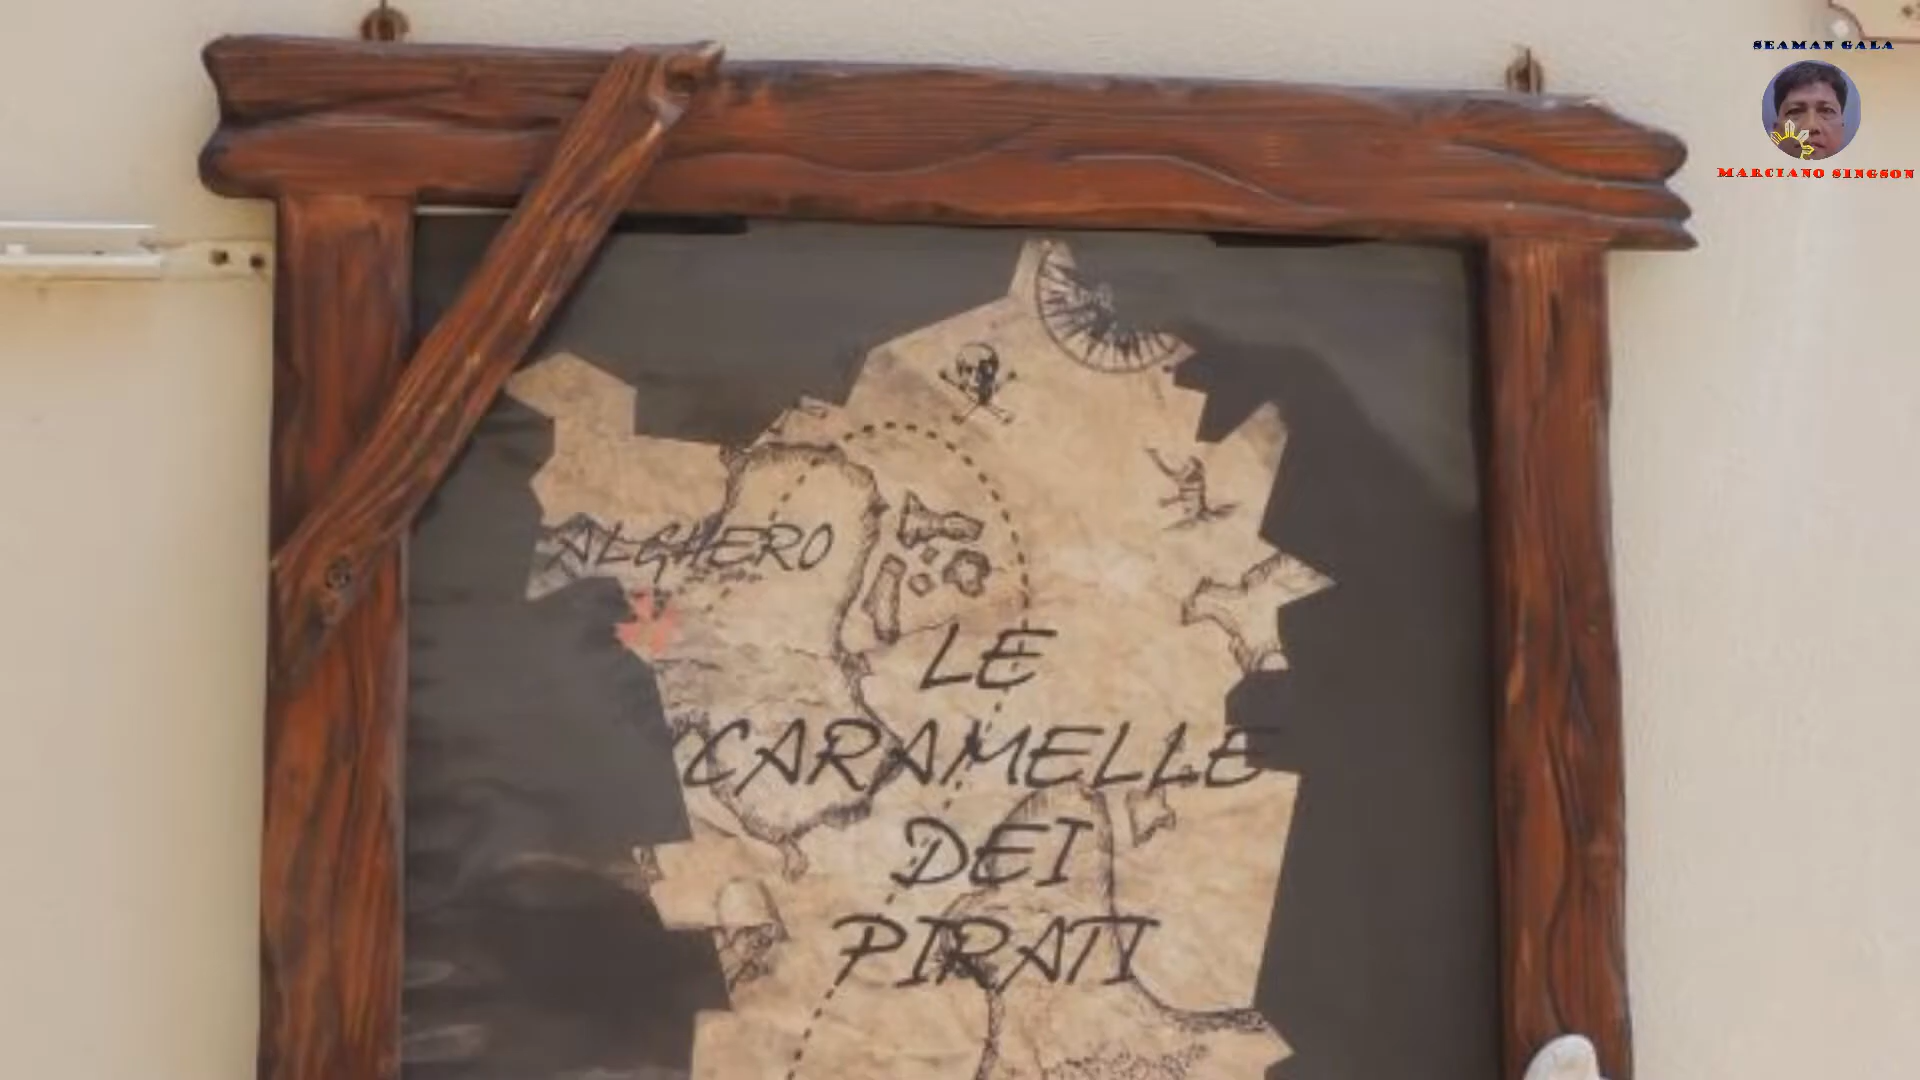 SEAMAN GALA
MARCIANO SINGSON
ALGHERO
LE
CARAMELLE
DEI
PIRATI